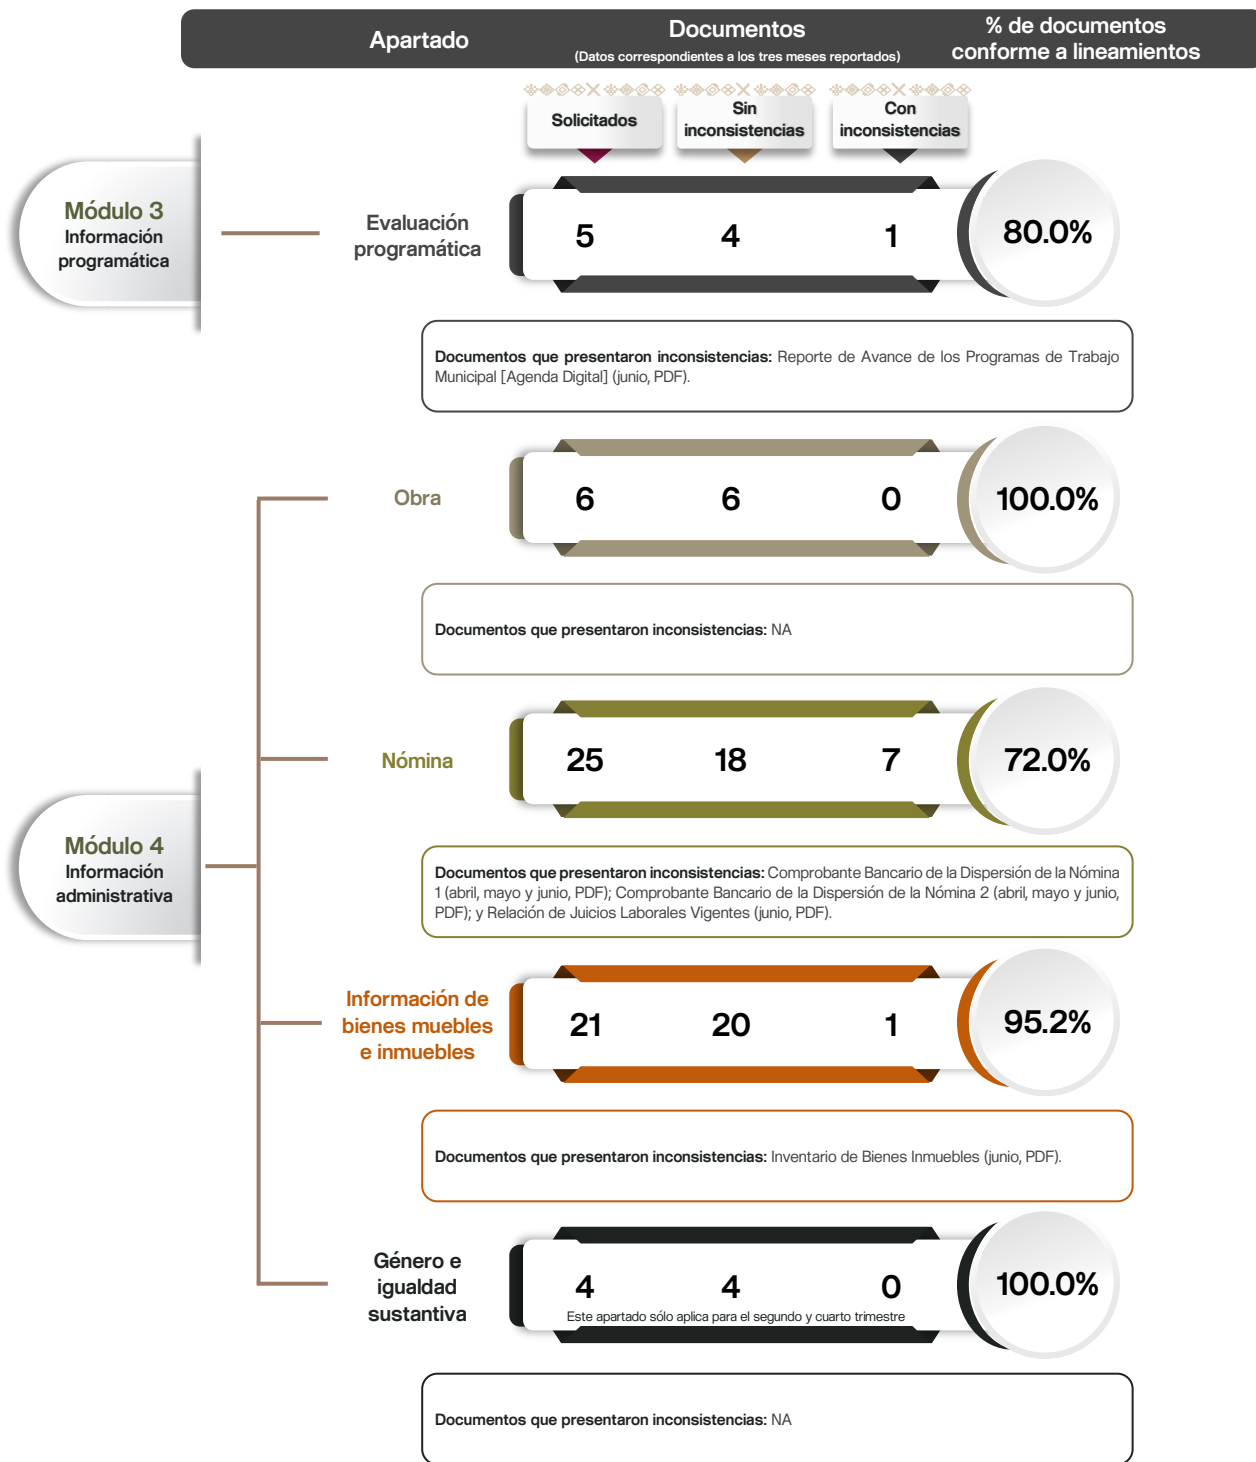 Apartado
Documentos
(Datos correspondientes a los tres meses reportados)
% de documentos
conforme a lineamientos
Solicitados
Sin
inconsistencias
Con
inconsistencias
Módulo 3
Información
programática
Evaluación
programática
5 4 1 80.0%
Documentos que presentaron inconsistencias: Reporte de Avance de los Programas de Trabajo
Municipal [Agenda Digital] (junio, PDF).
Obra
6 6 0 100.0%
Documentos que presentaron inconsistencias: NA
Nómina
25 18 7 72.0%
Módulo 4
Información
administrativa
Documentos que presentaron inconsistencias: Comprobante Bancario de la Dispersión de la Nómina
1 (abril, mayo y junio, PDF); Comprobante Bancario de la Dispersión de la Nómina 2 (abril, mayo y junio,
PDF); y Relación de Juicios Laborales Vigentes (junio, PDF).
Información de
bienes muebles
e inmuebles
21 20 1 95.2%
Documentos que presentaron inconsistencias: Inventario de Bienes Inmuebles (junio, PDF).
Género e
igualdad
sustantiva
4 4 0 100.0%
Este apartado sólo aplica para el segundo y cuarto trimestre
Documentos que presentaron inconsistencias: NA